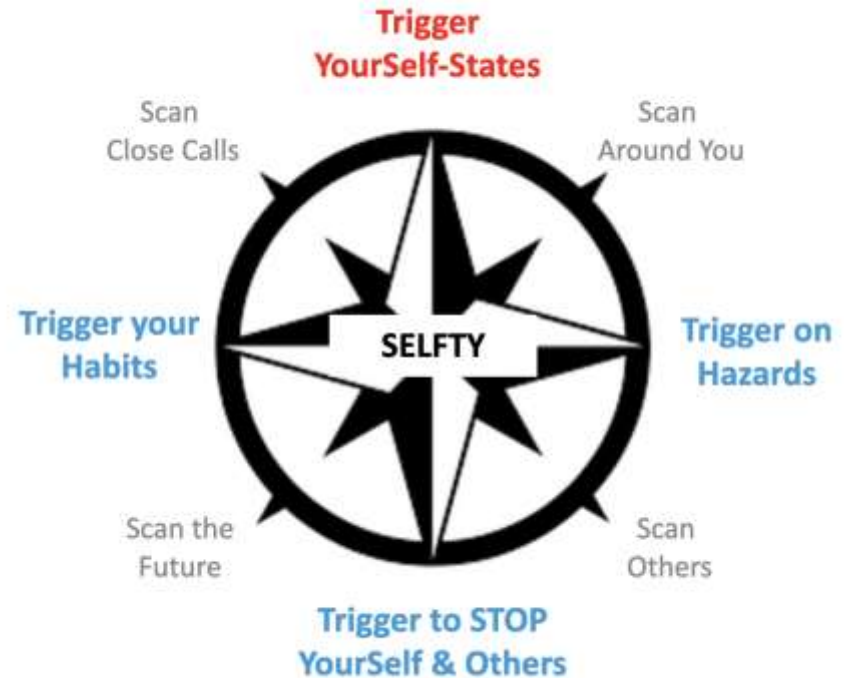 Trigger
YourSelf-States
Scan
Close Calls
Scan
Around You
Trigger your
Habits
SELFTY
Trigger on
Hazards
Scan the
Future
Scan
Others
Trigger to STOP
YourSelf & Others